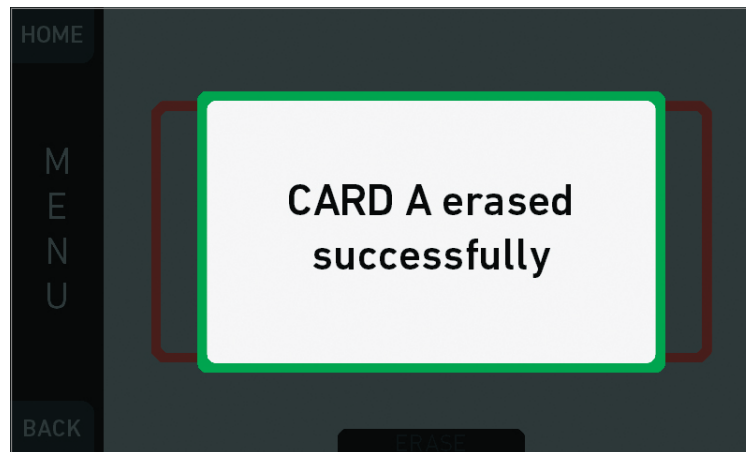 HOME
M
E
N
U
CARD A erased
successfully
BACK
ERASE